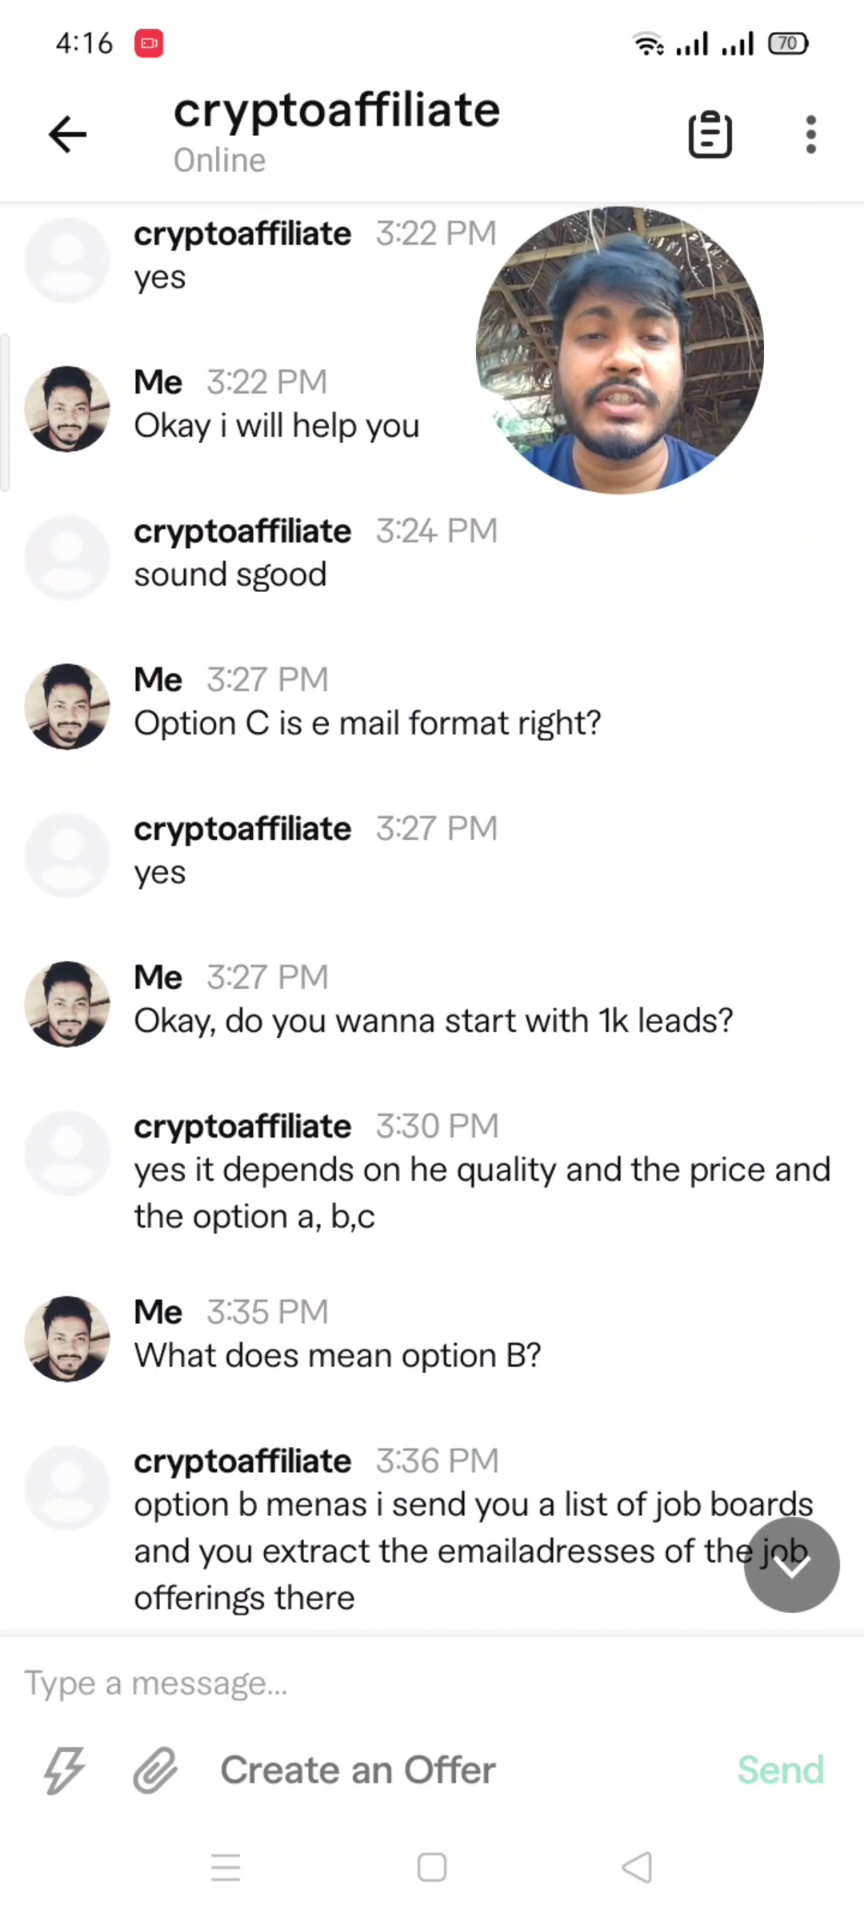 4:16
70
cryptoaffiliate
Online
cryptoaffiliate 3:22 PM
yes
Me 3:22 PM
Okay i will help you
cryptoaffiliate 3:24 PM
sound sgood
Me 3:27 PM
Option C is e mail format right?
cryptoaffiliate 3:27 PM
yes
Me 3:27 PM
Okay, do you wanna start with 1k leads?
cryptoaffiliate 3:30 PM
yes it depends on he quality and the price and
the option a, b,c
Me 3:35 PM
What does mean option B?
cryptoaffiliate 3:36 PM
option b menas i send you a list of job boards
and you extract the emailadresses of the job
offerings there
Type a message...
Create an Offer
Send